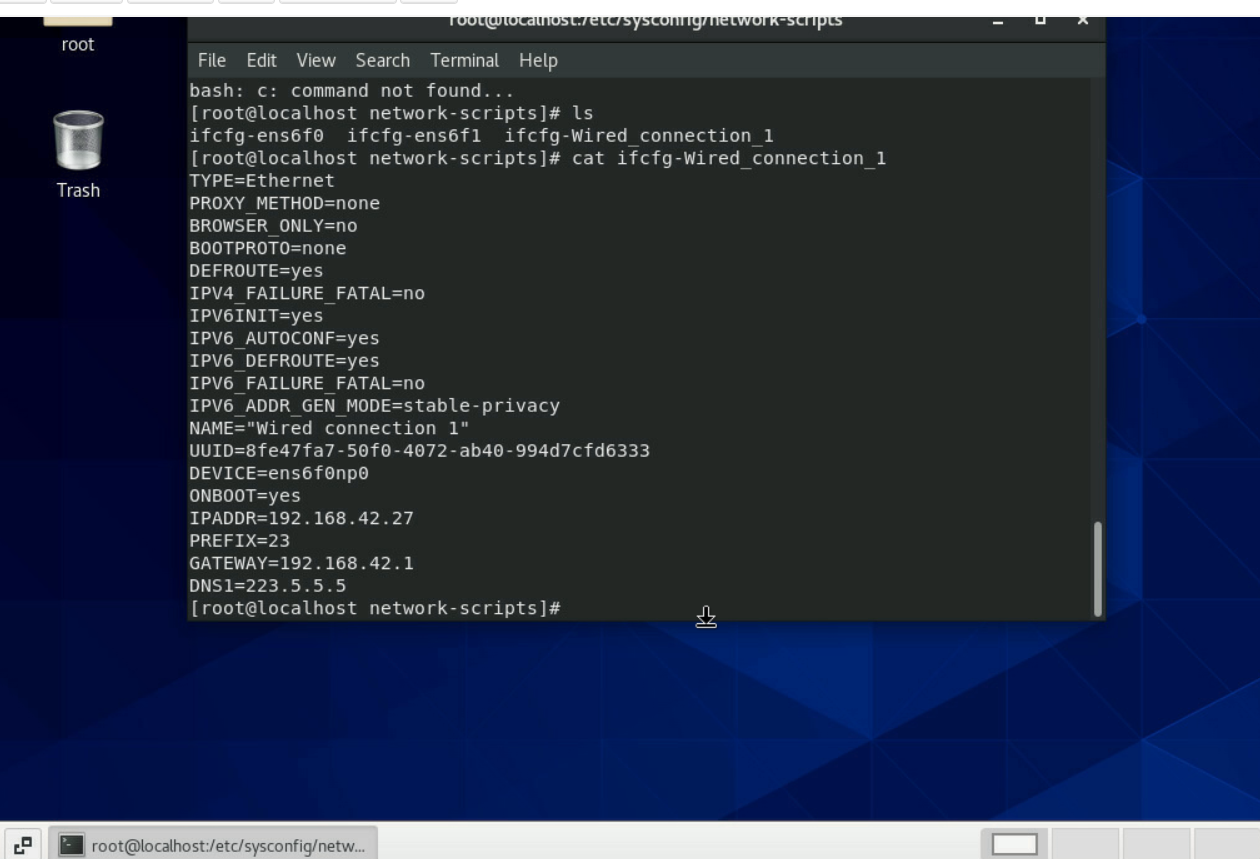 root@localhost:/etc/sysconfig/network-scripts
root
File Edit View Search Terminal Help
bash: c: command not found...
[root@localhost network-scripts]# ls
ifcfg-ens6f0  ifcfg-ens6f1  ifcfg-Wired_connection_1
[root@localhost network-scripts]# cat ifcfg-Wired_connection_1
TYPE=Ethernet
PROXY_METHOD=none
BROWSER_ONLY=no
BOOTPROTO=none
DEFROUTE=yes
IPV4_FAILURE_FATAL=no
IPV6INIT=yes
IPV6_AUTOCONF=yes
IPV6_DEFROUTE=yes
IPV6_FAILURE_FATAL=no
IPV6_ADDR_GEN_MODE=stable-privacy
NAME="Wired connection 1"
UUID=8fe47fa7-50f0-4072-ab40-994d7cfd6333
DEVICE=ens6f0np0
ONBOOT=yes
IPADDR=192.168.42.27
PREFIX=23
GATEWAY=192.168.42.1
DNS1=223.5.5.5
[root@localhost network-scripts]#
Trash
root@localhost:/etc/sysconfig/netw...